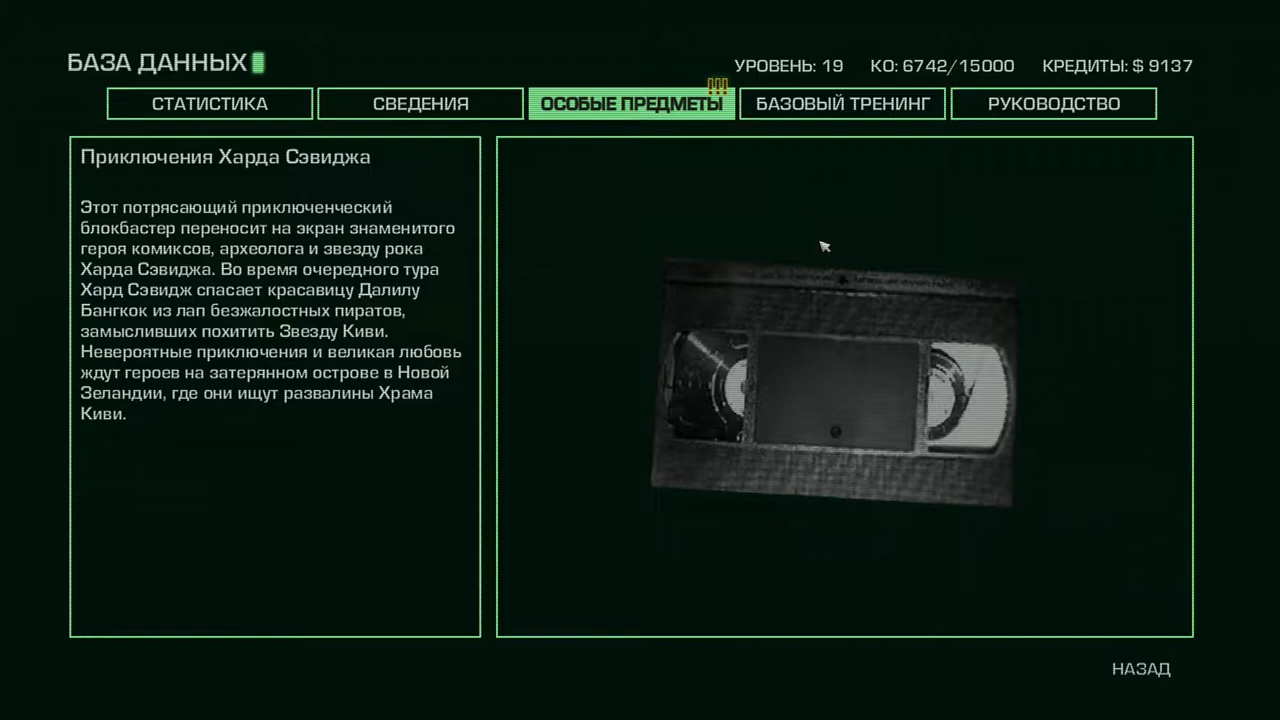 БАЗА ДАННЫХ
УРОВЕНЬ: 19 КО: 6742/15000 КРЕДИТЫ: $ 9137
СТАТИСТИКА СВЕДЕНИЯ ОСОБЫЕ ПРЕДМЕТЫ !!! БАЗОВЫЙ ТРЕНИНГ РУКОВОДСТВО
Приключения Харда Сэвиджа
Этот потрясающий приключенческий
блокбастер переносит на экран знаменитого
героя комиксов, археолога и звезду рока
Харда Сэвиджа. Во время очередного тура
Хард Сэвидж спасает красавицу Далилу
Бангкок из лап безжалостных пиратов,
замысливших похитить Звезду Киви.
Невероятные приключения и великая любовь
ждут героев на затерянном острове в Новой
Зеландии, где они ищут развалины Храма
Киви.
НАЗАД